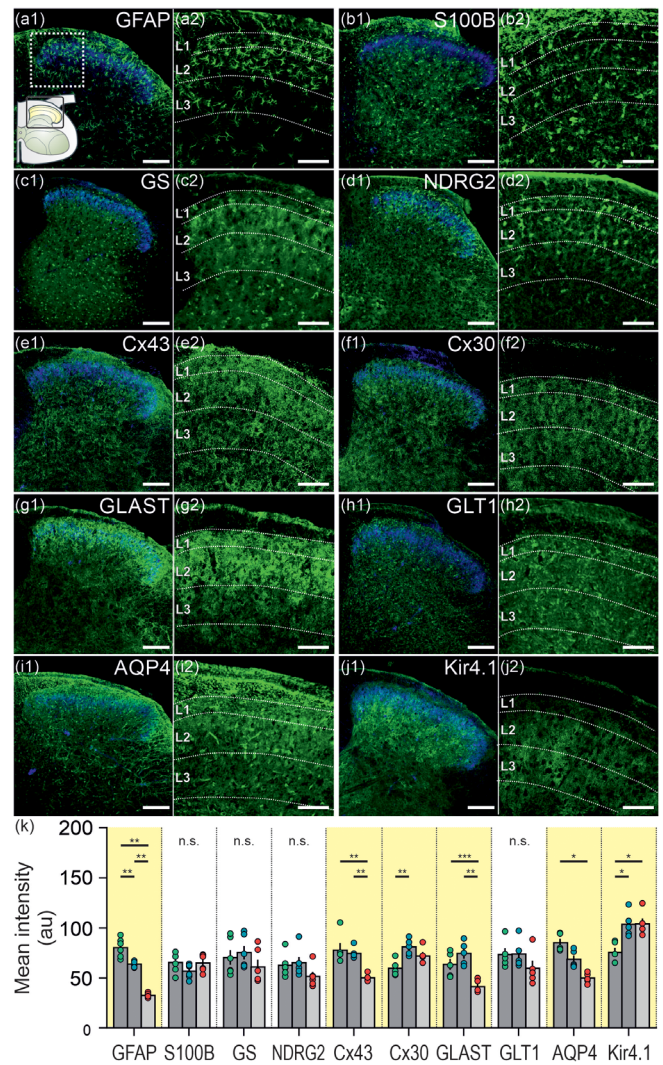 (a1) GFAP (a2) L1 L2 L3
(b1) S100B (b2) L1 L2 L3
(c1) GS (c2) L1 L2 L3
(d1) NDRG2 (d2) L1 L2 L3
(e1) Cx43 (e2) L1 L2 L3
(f1) Cx30 (f2) L1 L2 L3
(g1) GLAST (g2) L1 L2 L3
(h1) GLT1 (h2) L1 L2 L3
(i1) AQP4 (i2) L1 L2 L3
(j1) Kir4.1 (j2) L1 L2 L3
(k)
Mean intensity
(au)
200
150
100
50
0
** ** **
n.s.
n.s.
n.s.
** **
**
*** **
n.s.
*
* *
GFAP S100B GS NDRG2 Cx43 Cx30 GLAST GLT1 AQP4 Kir4.1